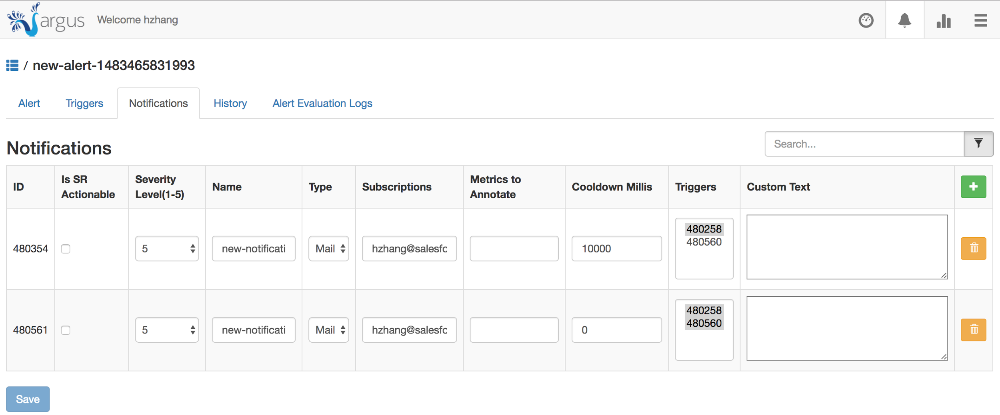 argus Welcome hzhang
/ new-alert-1483465831993
Alert Triggers Notifications History Alert Evaluation Logs
Search...
Notifications
ID Is SR Actionable Severity Level(1-5) Name Type Subscriptions Metrics to Annotate Cooldown Millis Triggers Custom Text
480354 5 new-notificati Mail hzhang@salesfo 10000 480258
480560
480561 5 new-notificati Mail hzhang@salesfo 0 480258
480560
Save